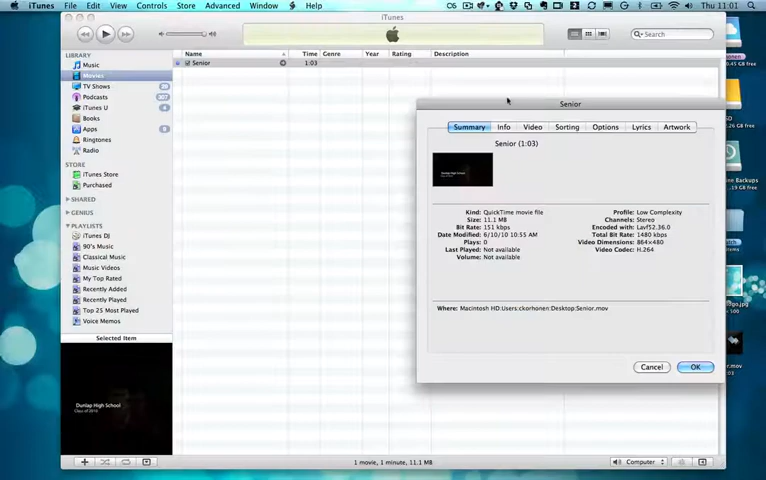 iTunes File Edit View Controls Store Advanced Window Help
Thu 11:01
iTunes
Search
LIBRARY
Music
Movies
TV Shows
Podcasts
iTunes U
Books
Apps
Ringtones
Radio
STORE
iTunes Store
Purchased
SHARED
GENIUS
PLAYLISTS
iTunes DJ
90's Music
Classical Music
Music Videos
My Top Rated
Recently Added
Recently Played
Top 25 Most Played
Voice Memos
Selected Item
Dunlap High School
Class of 2010
Name Time Genre Year Rating Description
Senior 1:03
Senior
Summary Info Video Sorting Options Lyrics Artwork
Senior (1:03)
Kind: QuickTime movie file
Size: 11.1 MB
Bit Rate: 151 kbps
Date Modified: 6/10/10 10:55 AM
Plays: 0
Last Played: Not available
Volume: Not available
Profile: Low Complexity
Channels: Stereo
Encoded with: Lavf52.36.0
Total Bit Rate: 1480 kbps
Video Dimensions: 864×480
Video Codec: H.264
Where: Macintosh HD:Users:ckorhonen:Desktop:Senior.mov
Cancel OK
1 movie, 1 minute, 11.1 MB
Computer